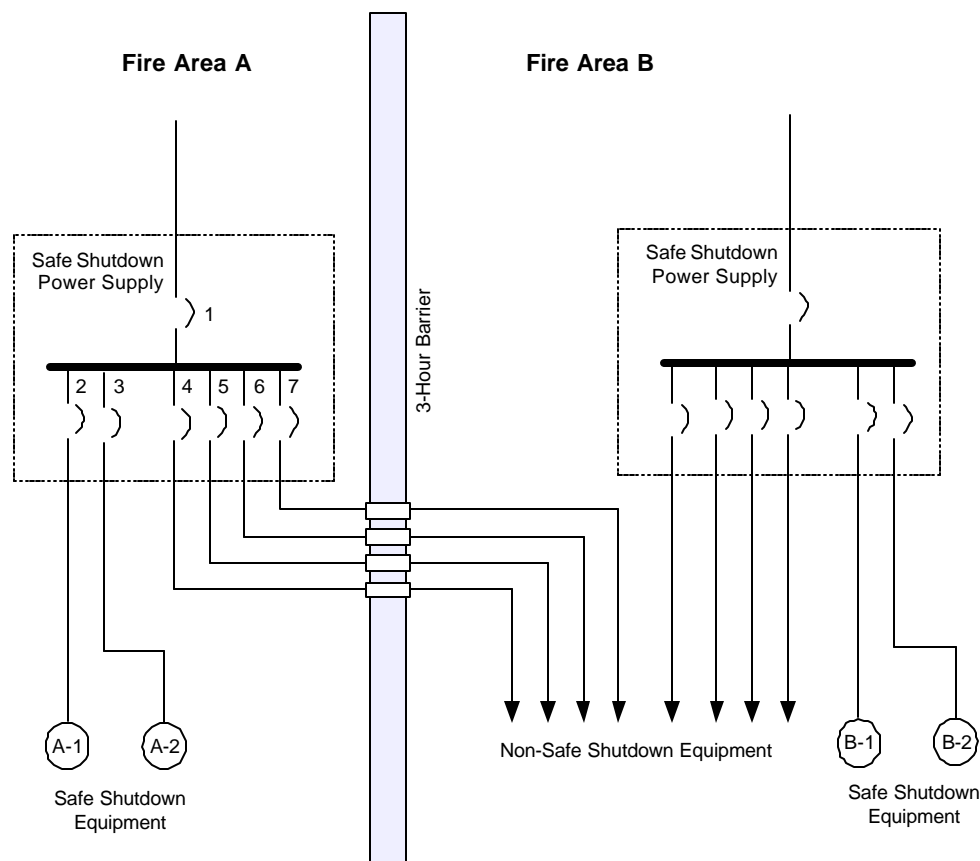 Fire Area A
Fire Area B
Safe Shutdown
Power Supply
1
2
3
4
5
6
7
3-Hour Barrier
Safe Shutdown
Power Supply
A-1
A-2
Safe Shutdown
Equipment
Non-Safe Shutdown Equipment
B-1
B-2
Safe Shutdown
Equipment